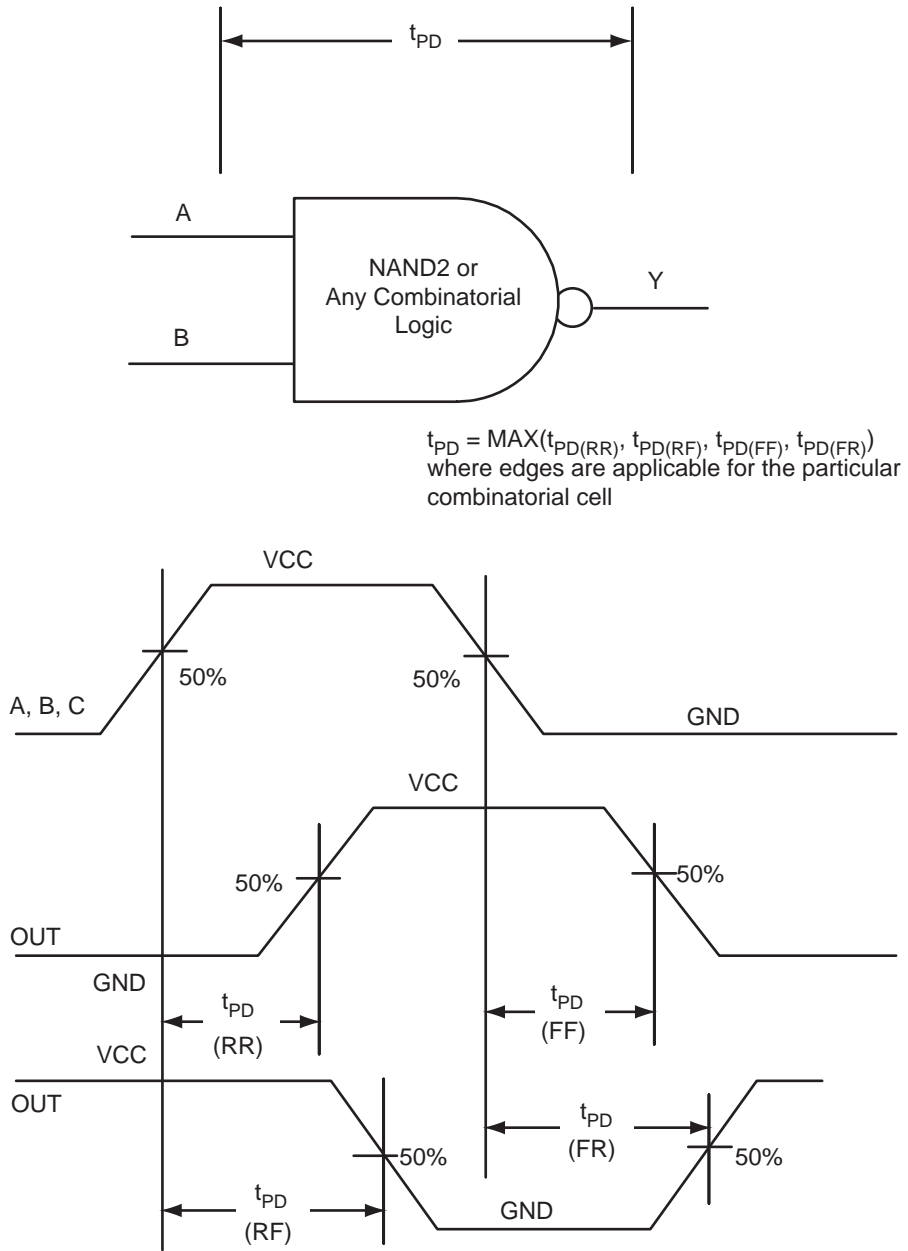 tPD
A
NAND2 or
Any Combinatorial
Logic
Y
B
tPD = MAX(tPD(RR), tPD(RF), tPD(FF), tPD(FR))
where edges are applicable for the particular
combinatorial cell
VCC
50%
50%
A, B, C
GND
VCC
50%
50%
OUT
GND
tPD
(RR)
tPD
(FF)
VCC
OUT
tPD
(FR)
50%
50%
tPD
(RF)
GND